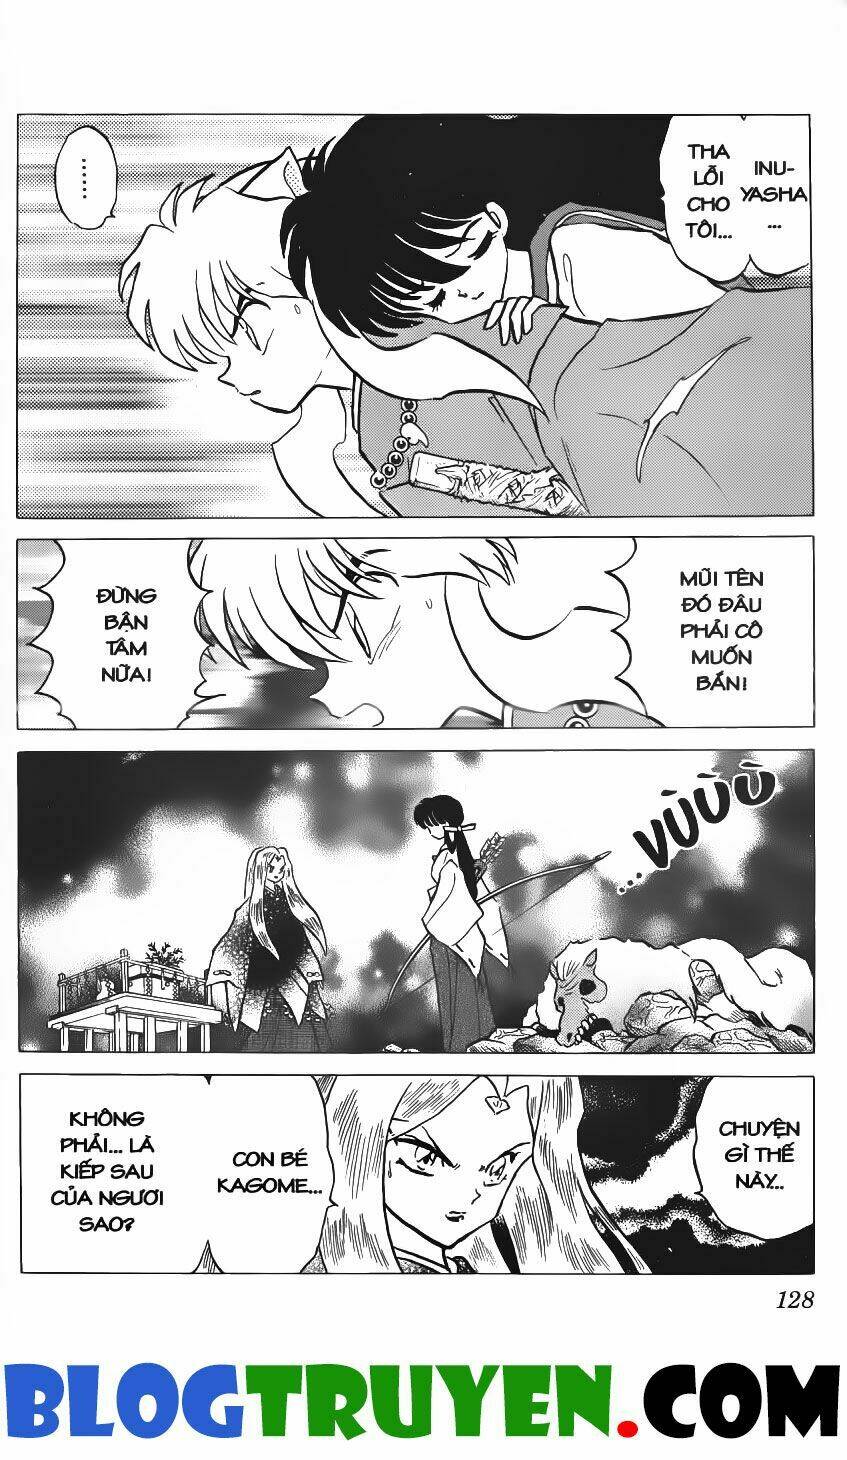 INU-
YASHA
...
THA
LỖI
CHO
TÔI...
......
MŨI TÊN
ĐÓ ĐÂU
PHẢI CÔ
MUỐN
BẮN!
ĐỪNG
BẬN
TÂM
NỮA!
...VÙÙÙ
CHUYỆN
GÌ THẾ
NÀY...
CON BÉ
KAGOME...
KHÔNG
PHẢI... LÀ
KIẾP SAU
CỦA NGƯƠI
SAO?
128
BLOGTRUYEN.COM